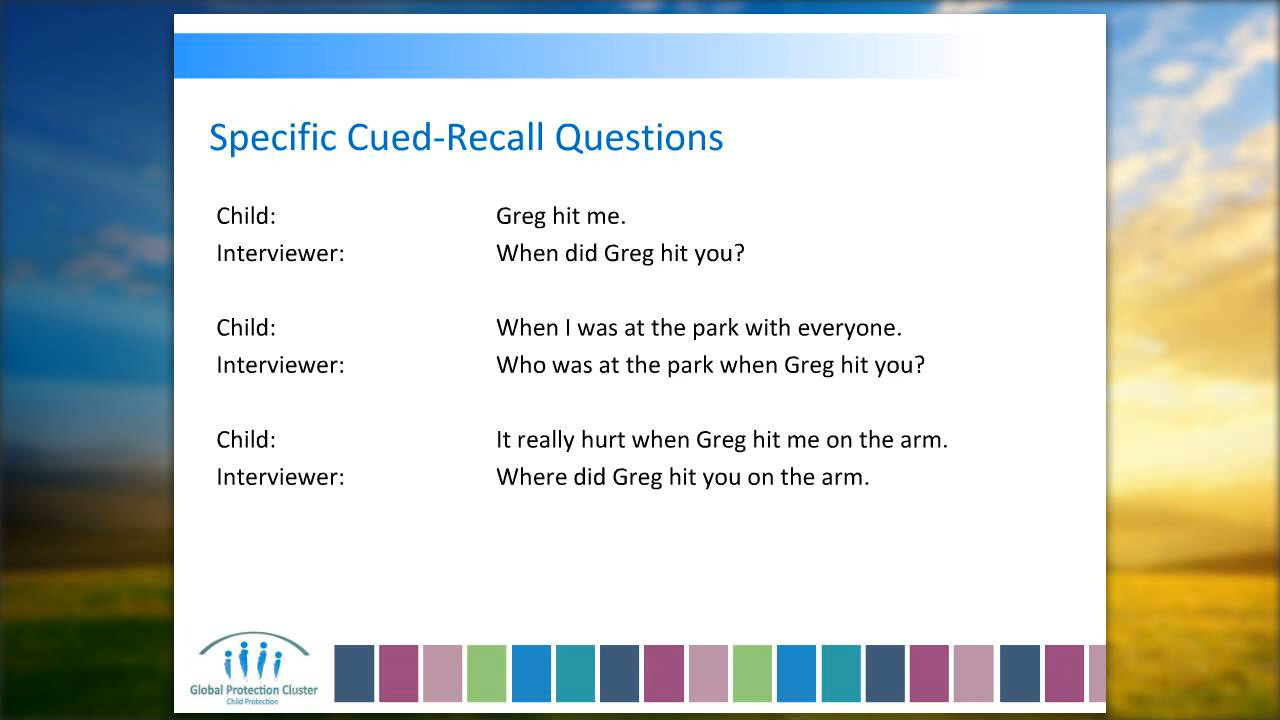 Specific Cued-Recall Questions
Child: Greg hit me.
Interviewer: When did Greg hit you?
Child: When I was at the park with everyone.
Interviewer: Who was at the park when Greg hit you?
Child: It really hurt when Greg hit me on the arm.
Interviewer: Where did Greg hit you on the arm.
Global Protection Cluster
Child Protection